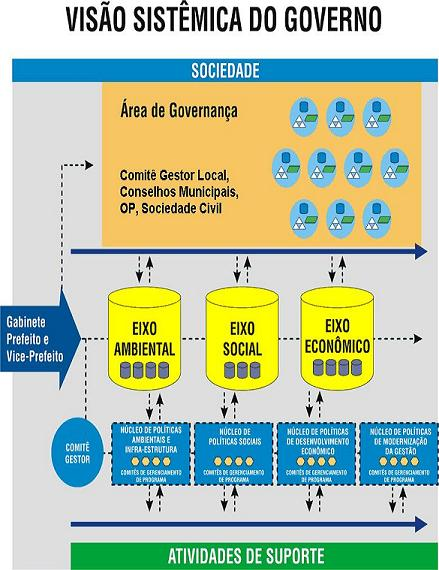 VISÃO SISTÊMICA DO GOVERNO
SOCIEDADE
Área de Governança
Comitê Gestor Local,
Conselhos Municipais,
OP, Sociedade Civil
Gabinete
Prefeito e
Vice-Prefeito
EIXO
AMBIENTAL
EIXO
SOCIAL
EIXO
ECONÔMICO
COMITÊ
GESTOR
NÚCLEO DE POLÍTICAS
AMBIENTAIS E
INFRA-ESTRUTURA
COMITÊS DE GERENCIAMENTO
DE PROGRAMA
NÚCLEO DE
POLÍTICAS SOCIAIS
COMITÊS DE GERENCIAMENTO
DE PROGRAMA
NÚCLEO DE POLÍTICAS
DE DESENVOLVIMENTO
ECONÔMICO
COMITÊS DE GERENCIAMENTO
DE PROGRAMA
NÚCLEO DE POLÍTICAS
DE MODERNIZAÇÃO
DA GESTÃO
COMITÊS DE GERENCIAMENTO
DE PROGRAMA
ATIVIDADES DE SUPORTE